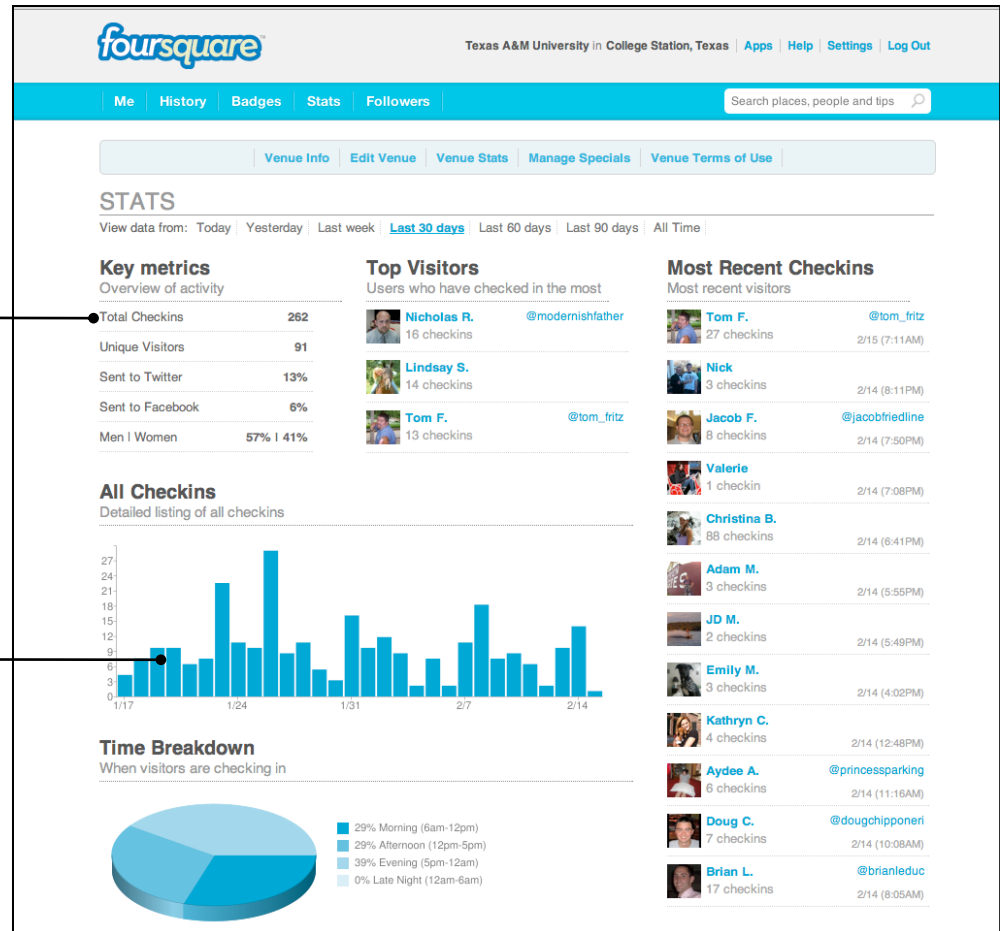 foursquare™
Texas A&M University in College Station, Texas Apps Help Settings Log Out
Me History Badges Stats Followers
Search places, people and tips
Venue Info Edit Venue Venue Stats Manage Specials Venue Terms of Use
STATS
View data from: Today Yesterday Last week Last 30 days Last 60 days Last 90 days All Time
Key metrics
Overview of activity
Total Checkins 262
Unique Visitors 91
Sent to Twitter 13%
Sent to Facebook 6%
Men | Women 57% | 41%
Top Visitors
Users who have checked in the most
Nicholas R. @modernishfather
16 checkins
Lindsay S.
14 checkins
Tom F. @tom_fritz
13 checkins
Most Recent Checkins
Most recent visitors
Tom F. @tom_fritz
27 checkins 2/15 (7:11AM)
Nick
3 checkins 2/14 (8:11PM)
Jacob F. @jacobfriedline
8 checkins 2/14 (7:50PM)
Valerie
1 checkin 2/14 (7:08PM)
Christina B.
88 checkins 2/14 (6:41PM)
Adam M.
3 checkins 2/14 (5:55PM)
JD M.
2 checkins 2/14 (5:49PM)
Emily M.
3 checkins 2/14 (4:02PM)
Kathryn C.
4 checkins 2/14 (12:48PM)
Aydee A. @princessparking
6 checkins 2/14 (11:16AM)
Doug C. @dougchipponeri
7 checkins 2/14 (10:08AM)
Brian L. @brianleduc
17 checkins 2/14 (8:05AM)
All Checkins
Detailed listing of all checkins
27
24
21
18
15
12
9
6
3
0
1/17 1/24 1/31 2/7 2/14
Time Breakdown
When visitors are checking in
29% Morning (6am-12pm)
29% Afternoon (12pm-5pm)
39% Evening (5pm-12am)
0% Late Night (12am-6am)